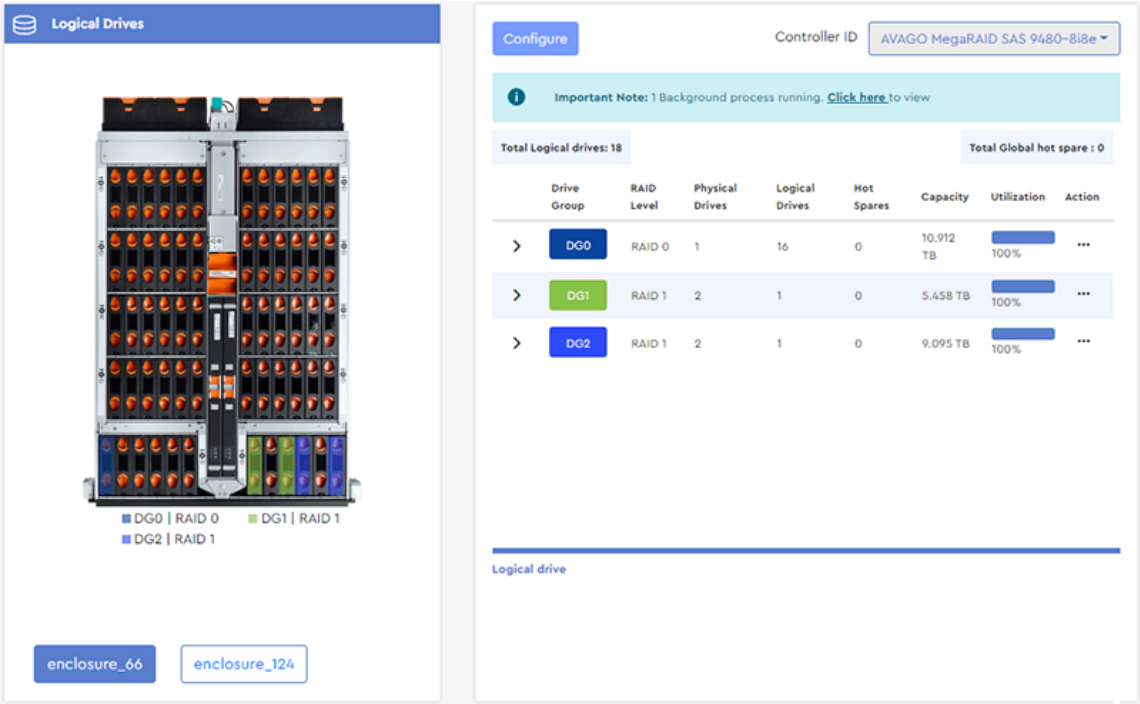 Logical Drives
DG0 | RAID 0
DG1 | RAID 1
DG2 | RAID 1
enclosure_66
enclosure_124
Configure
Controller ID
AVAGO MegaRAID SAS 9480-8i8e
Important Note: 1 Background process running. Click here to view
Total Logical drives: 18
Total Global hot spare : 0
Drive Group RAID Level Physical Drives Logical Drives Hot Spares Capacity Utilization Action
DG0 RAID 0 1 16 0 10.912 TB 100% ...
DG1 RAID 1 2 1 0 5.458 TB 100% ...
DG2 RAID 1 2 1 0 9.095 TB 100% ...
Logical drive